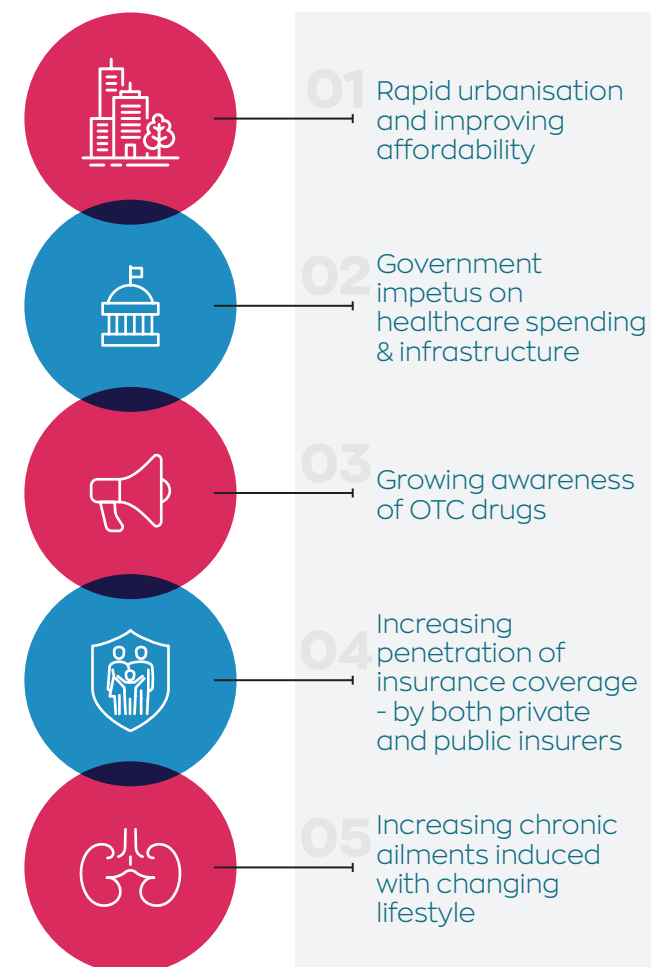 01
Rapid urbanisation
and improving
affordability
02
Government
impetus on
healthcare spending
& infrastructure
03
Growing awareness
of OTC drugs
04
Increasing
penetration of
insurance coverage
- by both private
and public insurers
05
Increasing chronic
ailments induced
with changing
lifestyle